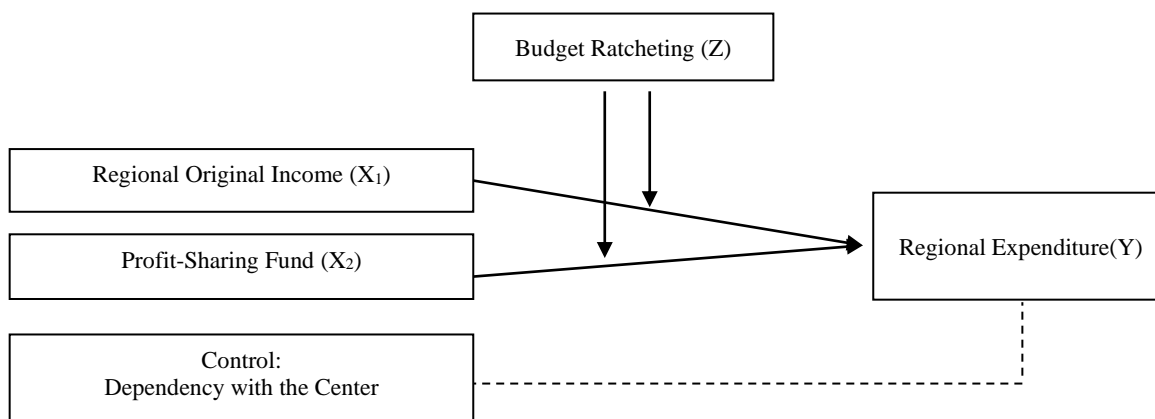 Budget Ratcheting (Z)
Regional Original Income (X₁)
Profit-Sharing Fund (X₂)
Regional Expenditure(Y)
Control:
Dependency with the Center